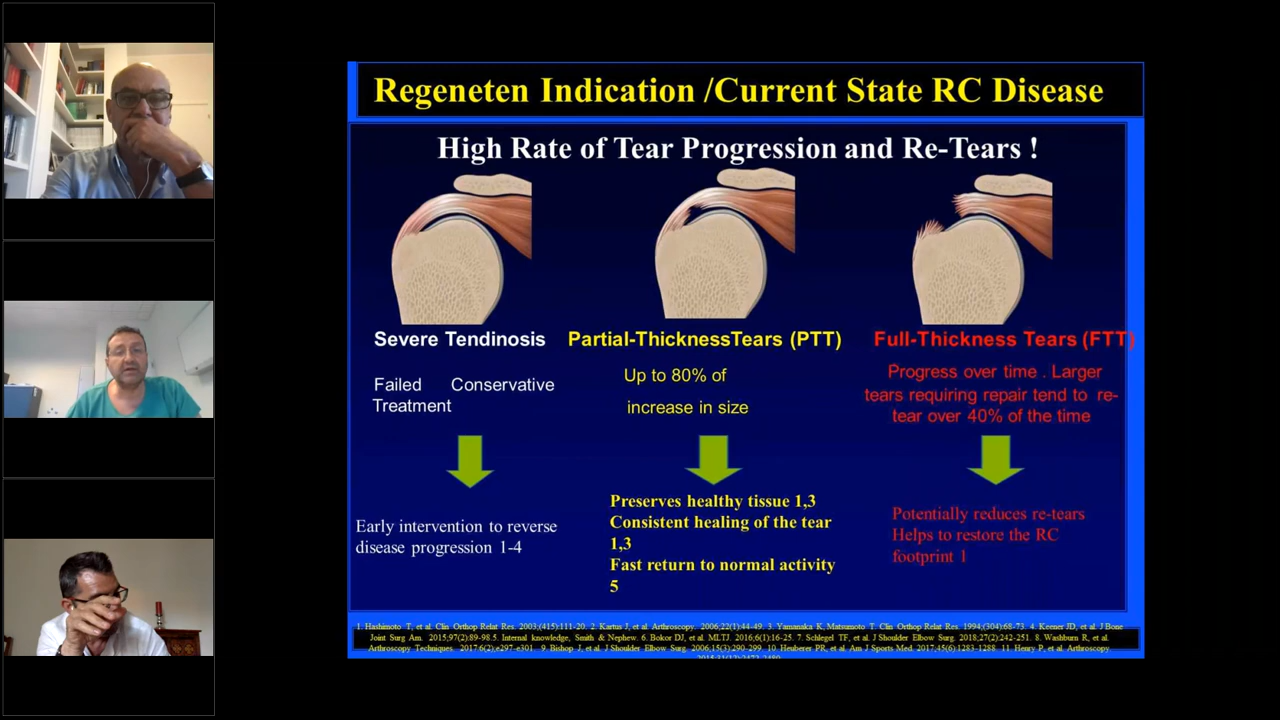 Regeneten Indication /Current State RC Disease
High Rate of Tear Progression and Re-Tears !
Severe Tendinosis
Failed Conservative
Treatment
Early intervention to reverse
disease progression 1-4
Partial-ThicknessTears (PTT)
Up to 80% of
increase in size
Preserves healthy tissue 1,3
Consistent healing of the tear
1,3
Fast return to normal activity
5
Full-Thickness Tears (FTT)
Progress over time . Larger
tears requiring repair tend to re-
tear over 40% of the time
Potentially reduces re-tears
Helps to restore the RC
footprint 1
1. Hashimoto T, et al. Clin Orthop Relat Res. 2003;(415):111-20. 2. Kartus J, et al. Arthroscopy. 2006;22(1):44-49. 3. Yamanaka K, Matsumoto T. Clin Orthop Relat Res. 1994;(304):68-73. 4. Keener JD, et al. J Bone
Joint Surg Am. 2015;97(2):89-98.5. Internal knowledge, Smith & Nephew. 6. Bokor DJ, et al. MLTJ. 2016;6(1):16-25. 7. Schlegel TF, et al. J Shoulder Elbow Surg. 2018;27(2):242-251. 8. Washburn R, et al.
Arthroscopy Techniques. 2017;6(2);e297-e301. 9. Bishop J, et al. J Shoulder Elbow Surg. 2006;15(3):290-299. 10. Heuberer PR, et al. Am J Sports Med. 2017;45(6):1283-1288. 11. Henry P, et al. Arthroscopy.